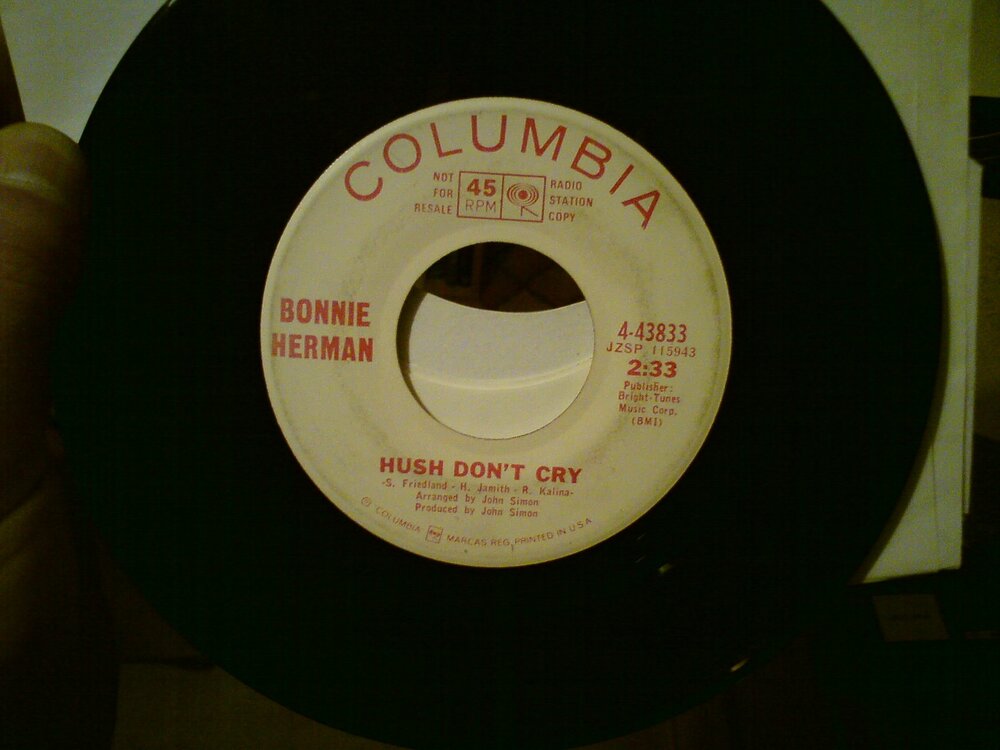 COLUMBIA
NOT
FOR
RESALE
45
RPM
RADIO
STATION
COPY
BONNIE
HERMAN
4-43833
JZSP 115943
2:33
Publisher:
Bright-Tunes
Music Corp.
(BMI)
HUSH DON'T CRY
-S. Friedland - H. Jamith - R. Kalina-
Arranged by John Simon
Produced by John Simon
Ⓟ COLUMBIA MARCAS REG. PRINTED IN U S A